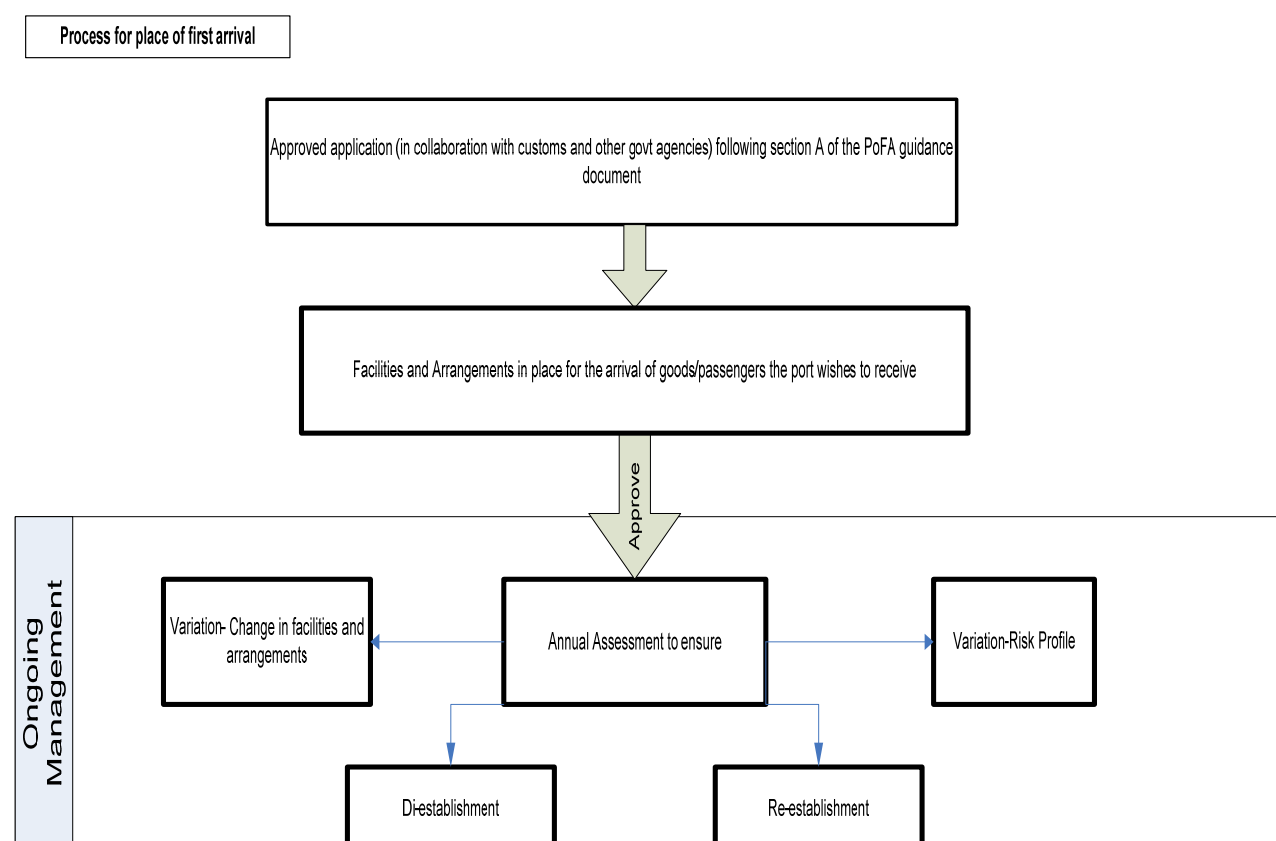 Process for place of first arrival
Approved application (in collaboration with customs and other govt agencies) following section A of the PoFA guidance
document
Facilities and Arrangements in place for the arrival of goods/passengers the port wishes to receive
Approve
Ongoing
Management
Variation- Change in facilities and
arrangements
Annual Assessment to ensure
Variation-Risk Profile
Di-establishment
Re-establishment